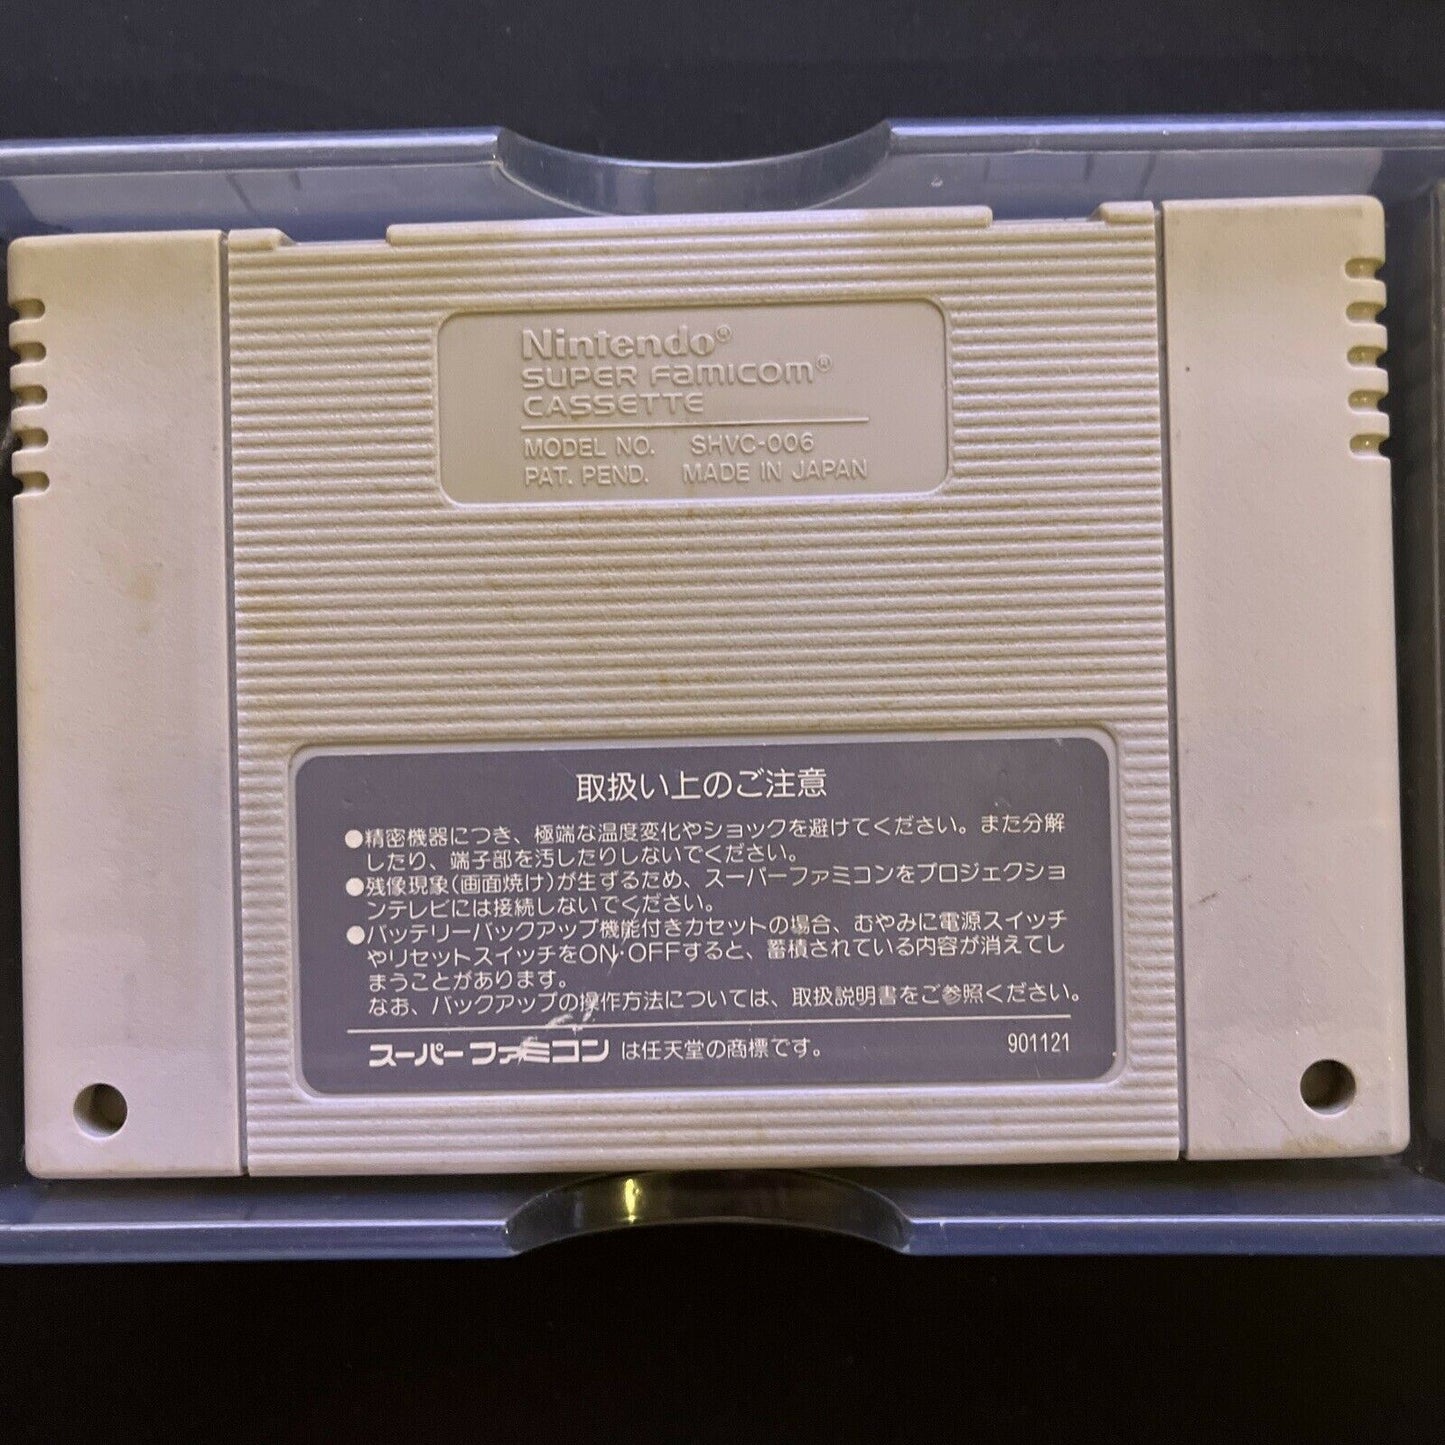 Nintendo®
SUPER FAMICOM®
CASSETTE
MODEL NO. SHVC-006
PAT. PEND. MADE IN JAPAN
取扱い上のご注意
●精密機器につき、極端な温度変化やショックを避けてください。また分解
したり、端子部を汚したりしないでください。
●残像現象(画面焼け)が生ずるため、スーパーファミコンをプロジェクショ
ンテレビには接続しないでください。
●バッテリーバックアップ機能付きカセットの場合、むやみに電源スイッチ
やリセットスイッチをON・OFFすると、蓄積されている内容が消えてし
まうことがあります。
なお、バックアップの操作方法については、取扱説明書をご参照ください。
スーパーファミコンは任天堂の商標です。 901121